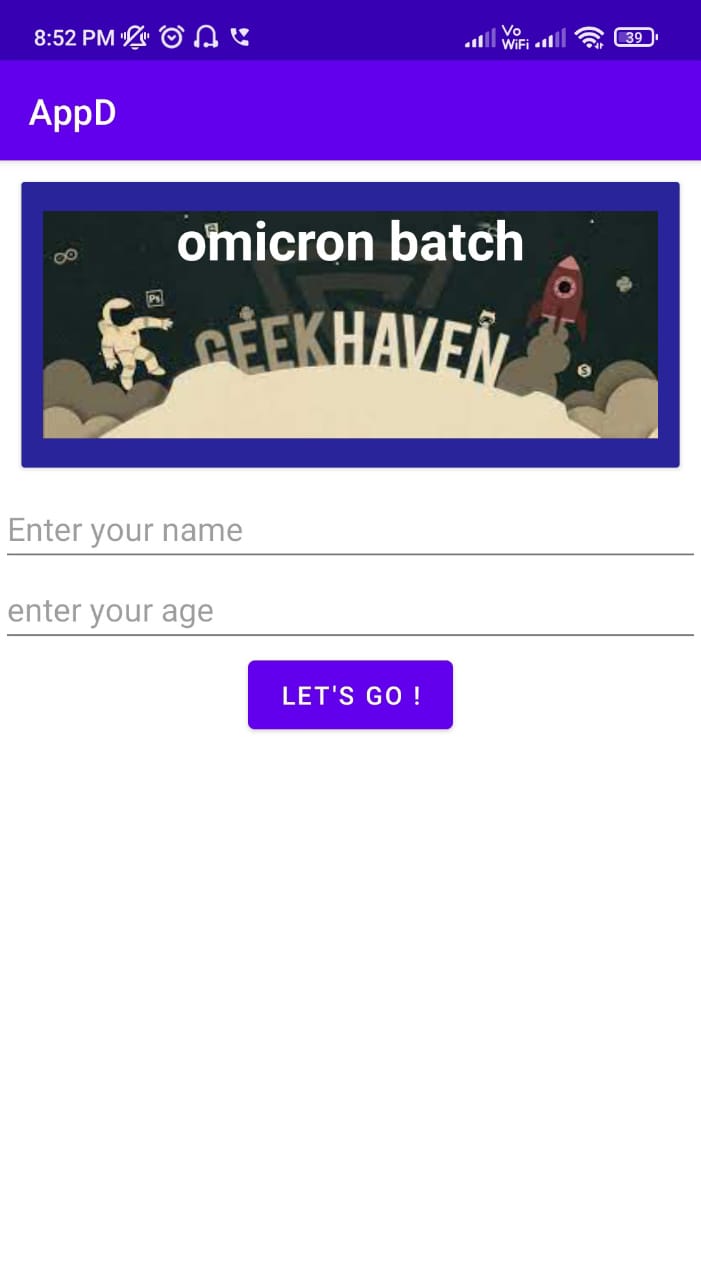 8:52 PM
Vo
WiFi
39
AppD
omicron batch
Ps
GEEKHAVEN
S
Enter your name
enter your age
LET'S GO !